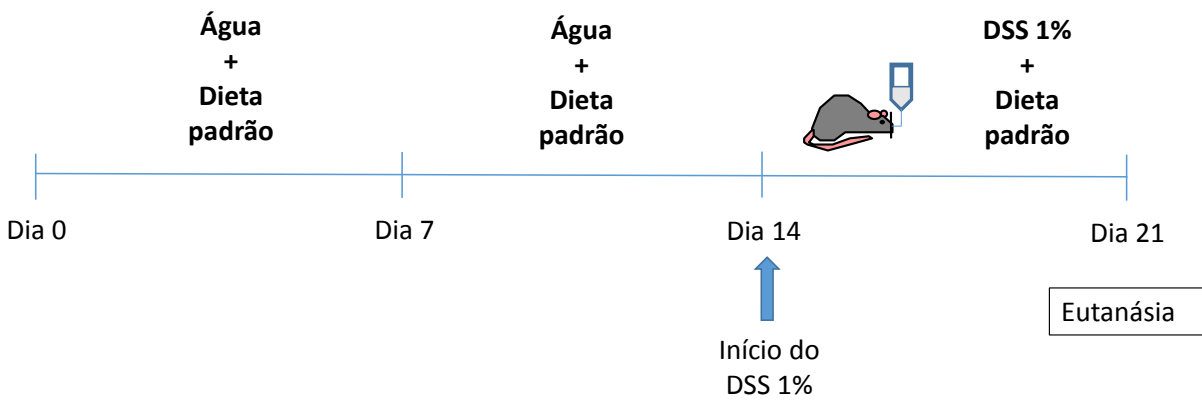 Água
+
Dieta
padrão
Água
+
Dieta
padrão
DSS 1%
+
Dieta
padrão
Dia 0
Dia 7
Dia 14
Dia 21
Início do
DSS 1%
Eutanásia